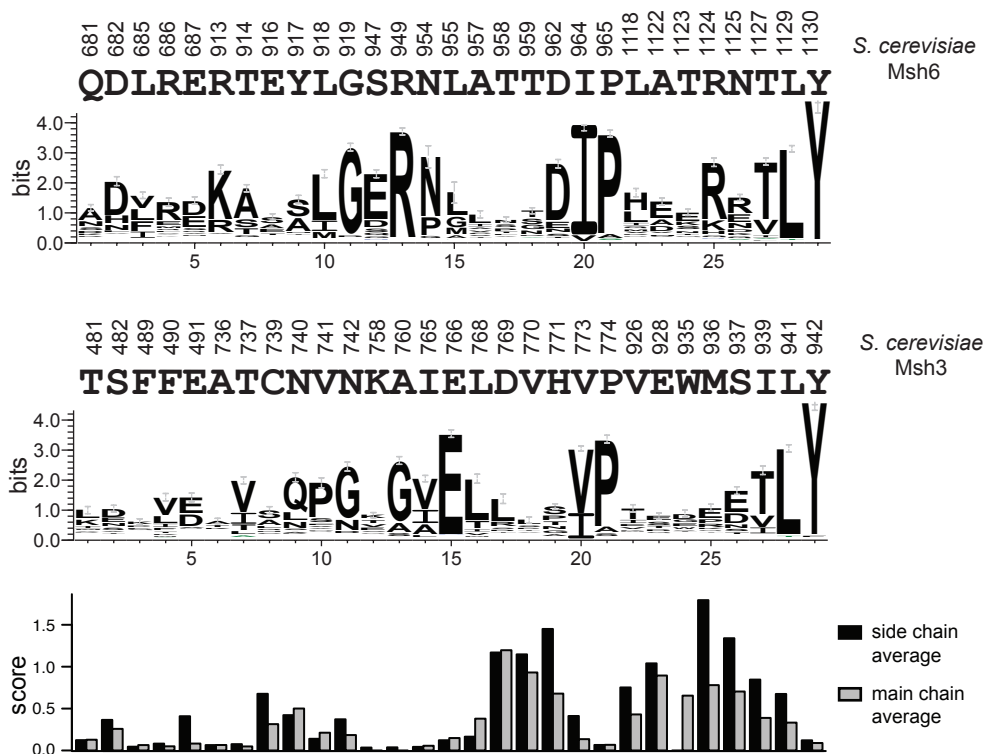 681 682 685 686 687 913 914 916 917 918 919 947 949 954 955 957 958 959 962 964 965 1118 1122 1123 1124 1125 1127 1129 1130
QDLRERTEYLGSRNLATTDIPLATRNTLY
S. cerevisiae
Msh6
bits
4.0
3.0
2.0
1.0
0.0
5 10 15 20 25
481 482 489 490 491 736 737 739 740 741 742 758 760 765 766 768 769 770 771 773 774 926 928 935 936 937 939 941 942
TSFFEATCNVNKAIELDVHVPVEWMSILY
S. cerevisiae
Msh3
bits
4.0
3.0
2.0
1.0
0.0
5 10 15 20 25
score
1.5
1.0
0.5
0.0
side chain
average
main chain
average